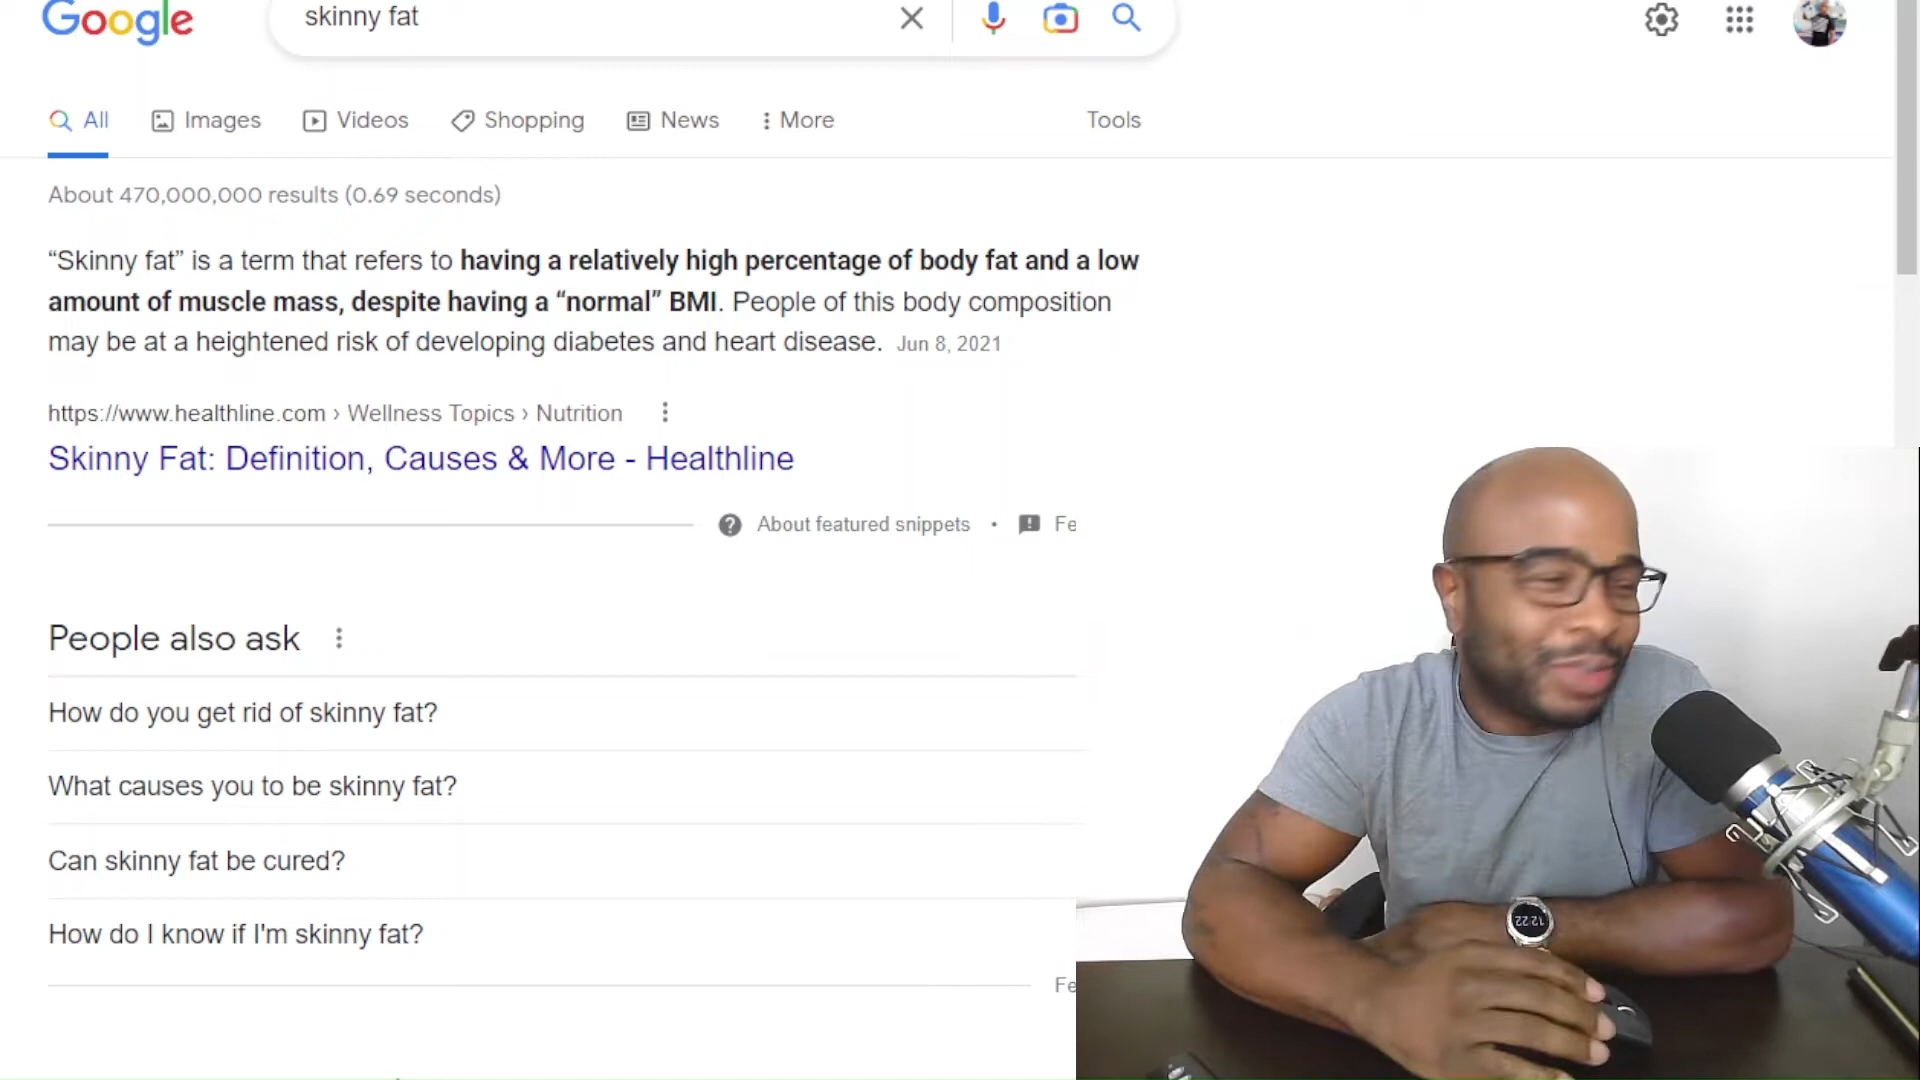 Google
skinny fat
All Images Videos Shopping News More Tools
About 470,000,000 results (0.69 seconds)
“Skinny fat” is a term that refers to having a relatively high percentage of body fat and a low
amount of muscle mass, despite having a “normal” BMI. People of this body composition
may be at a heightened risk of developing diabetes and heart disease. Jun 8, 2021
https://www.healthline.com › Wellness Topics › Nutrition
Skinny Fat: Definition, Causes & More - Healthline
About featured snippets • Fe
People also ask
How do you get rid of skinny fat?
What causes you to be skinny fat?
Can skinny fat be cured?
How do I know if I'm skinny fat?
Fe
12:22